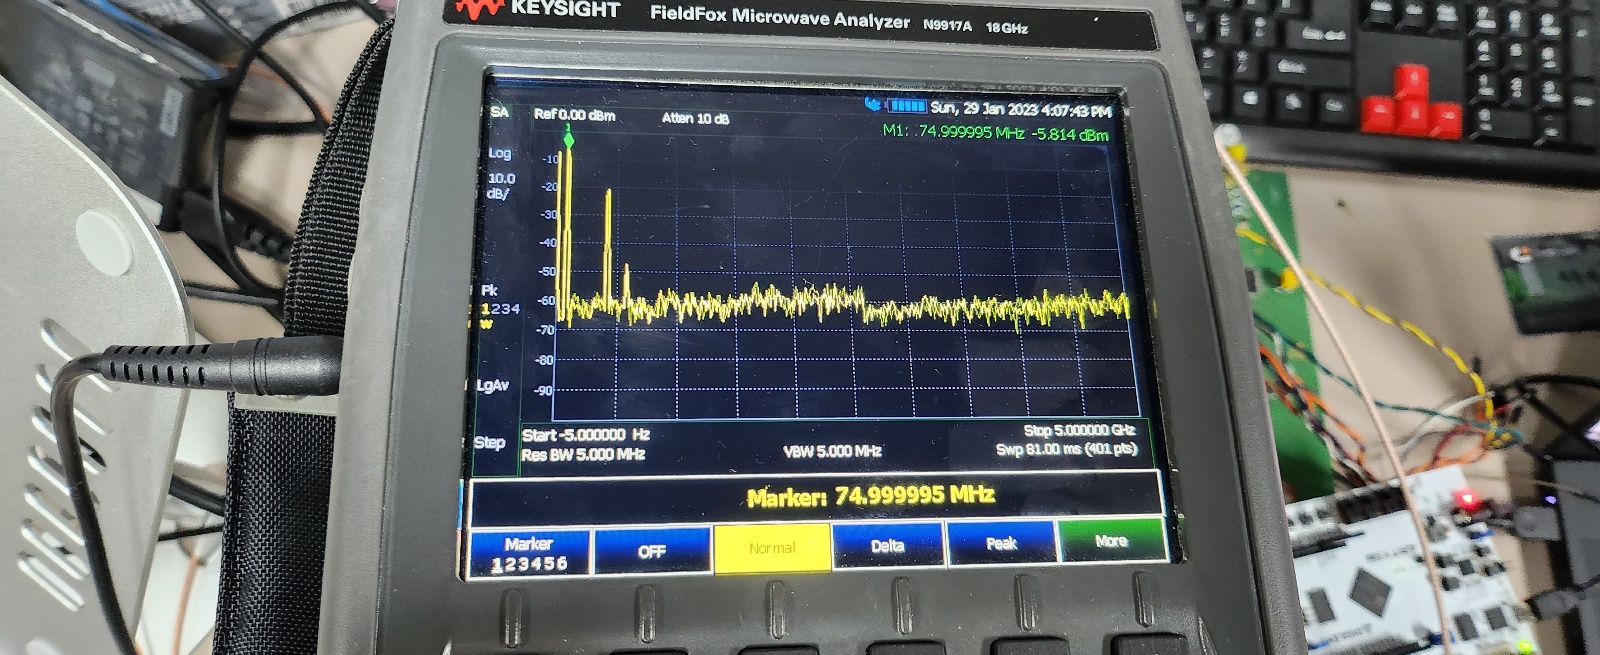 KEYSIGHT FieldFox Microwave Analyzer N9917A 18 GHz
Sun, 29 Jan 2023 4:07:43 PM
SA Ref 0.00 dBm Atten 10 dB
M1: 74.999995 MHz -5.814 dBm
1
Log
10.0
dB/
-10
-20
-30
-40
-50
-60
-70
-80
-90
Pk
1234
W
LgAv
Step
Start -5.000000 Hz Stop 5.000000 GHz
Res BW 5.000 MHz VBW 5.000 MHz Swp 81.00 ms (401 pts)
Marker: 74.999995 MHz
Marker
123456
OFF
Normal
Delta
Peak
More